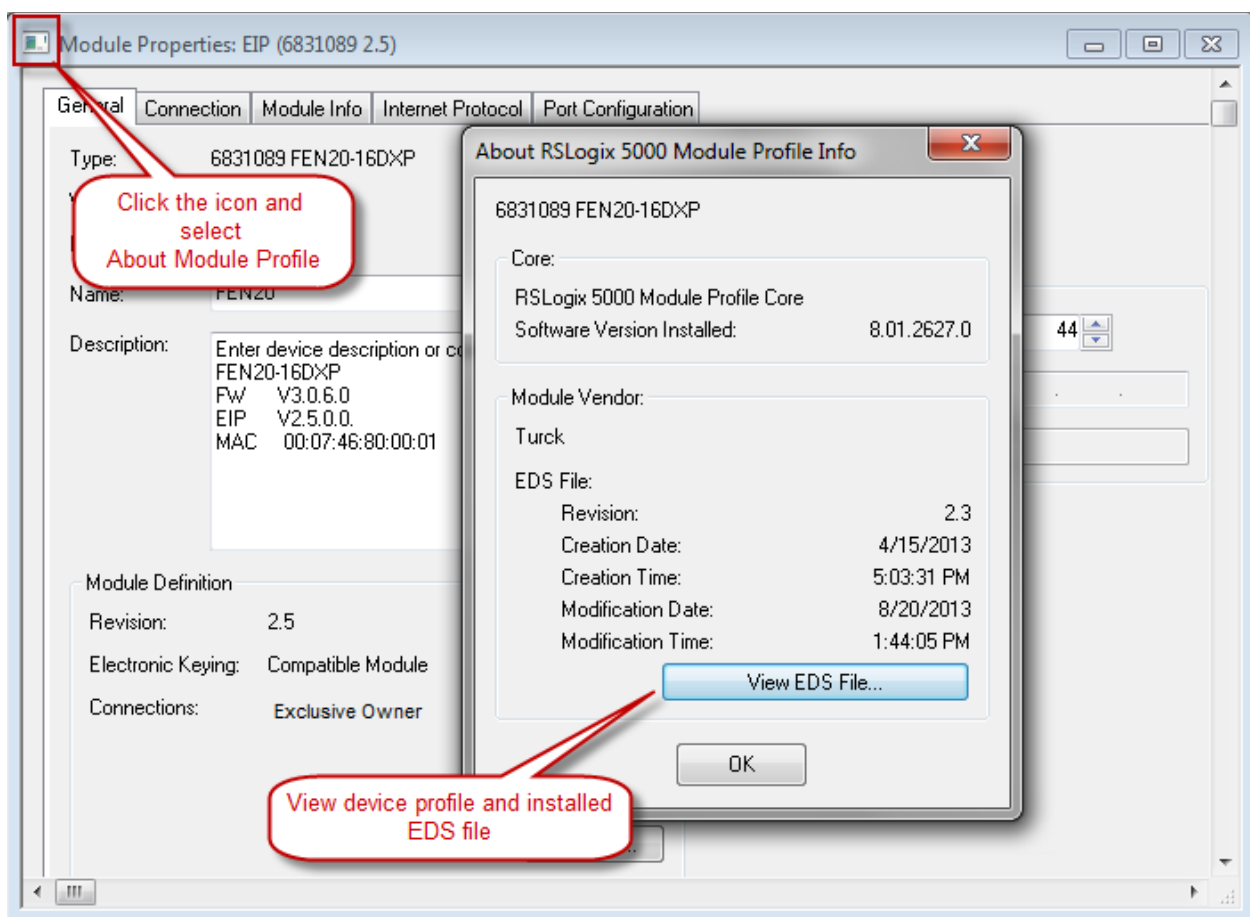 Module Properties: EIP (6831089 2.5)
General Connection Module Info Internet Protocol Port Configuration
Type: 6831089 FEN20-16DXP
Click the icon and
select
About Module Profile
Name: FEN20
Description: Enter device description or
FEN20-16DXP
FW V3.0.6.0
EIP V2.5.0.0.
MAC 00:07:46:80:00:01
Module Definition
Revision: 2.5
Electronic Keying: Compatible Module
Connections: Exclusive Owner
About RSLogix 5000 Module Profile Info
6831089 FEN20-16DXP
Core:
RSLogix 5000 Module Profile Core
Software Version Installed: 8.01.2627.0
Module Vendor:
Turck
EDS File:
Revision: 2.3
Creation Date: 4/15/2013
Creation Time: 5:03:31 PM
Modification Date: 8/20/2013
Modification Time: 1:44:05 PM
View EDS File...
OK
44
View device profile and installed
EDS file